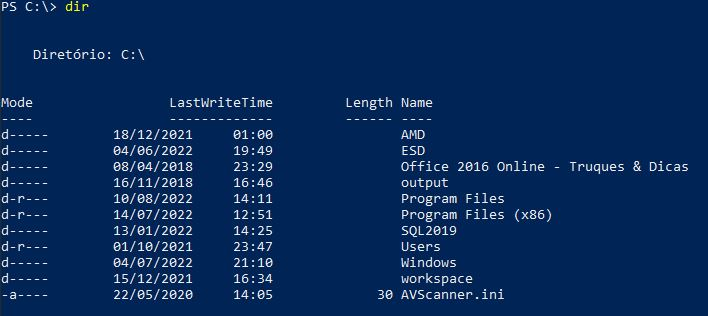 PS C:\> dir
Diretório: C:\
Mode                 LastWriteTime         Length Name
----                 -------------         ------ ----
d-----        18/12/2021     01:00                AMD
d-----        04/06/2022     19:49                ESD
d-----        08/04/2018     23:29                Office 2016 Online - Truques & Dicas
d-----        16/11/2018     16:46                output
d-r---        10/08/2022     14:11                Program Files
d-r---        14/07/2022     12:51                Program Files (x86)
d-----        13/01/2022     14:25                SQL2019
d-r---        01/10/2021     23:47                Users
d-----        04/07/2022     21:10                Windows
d-----        15/12/2021     16:34                workspace
-a----        22/05/2020     14:05             30 AVScanner.ini